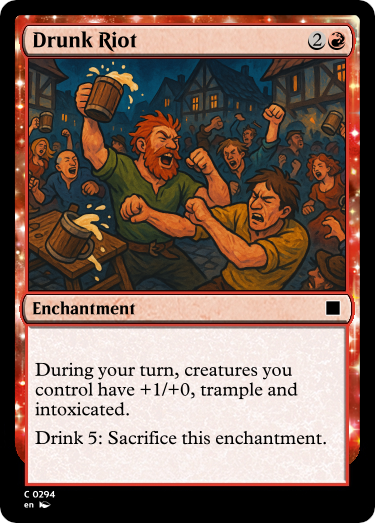 Drunk Riot 2
Enchantment
During your turn, creatures you
control have +1/+0, trample and
intoxicated.
Drink 5: Sacrifice this enchantment.
C 0294
en